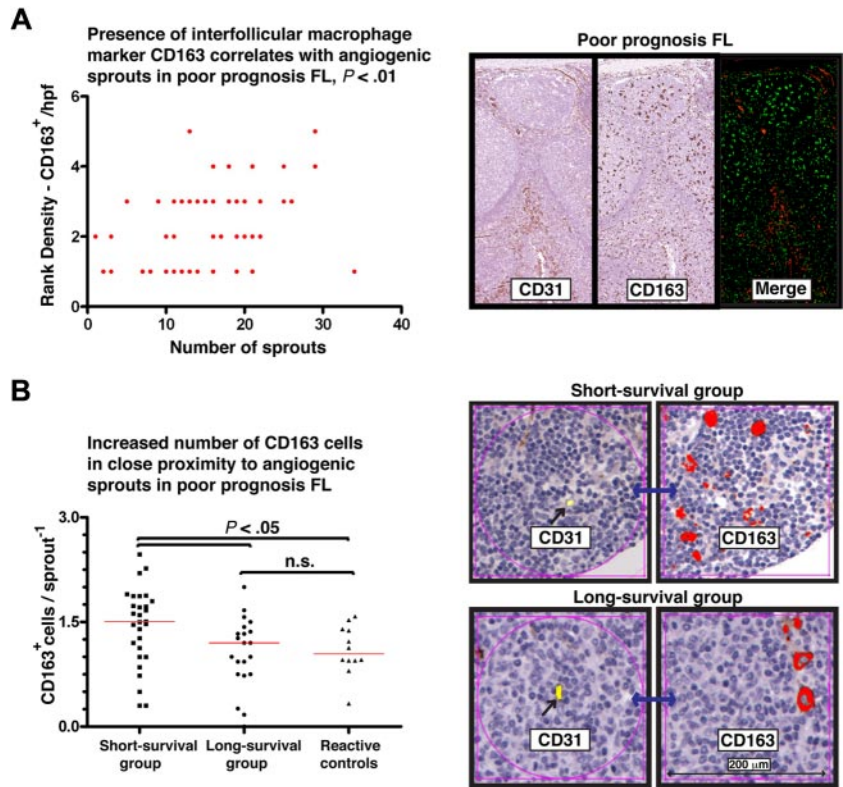 A
Presence of interfollicular macrophage
marker CD163 correlates with angiogenic
sprouts in poor prognosis FL, P < .01
Rank Density - CD163+/hpf
6
4
2
0
0
10
20
30
40
Number of sprouts
Poor prognosis FL
CD31
CD163
Merge
B
Increased number of CD163 cells
in close proximity to angiogenic
sprouts in poor prognosis FL
CD163+cells / sprout-1
3.0
1.5
0.0
P < .05
n.s.
Short-survival
group
Long-survival
group
Reactive
controls
Short-survival group
CD31
CD163
Long-survival group
CD31
CD163
200 µm